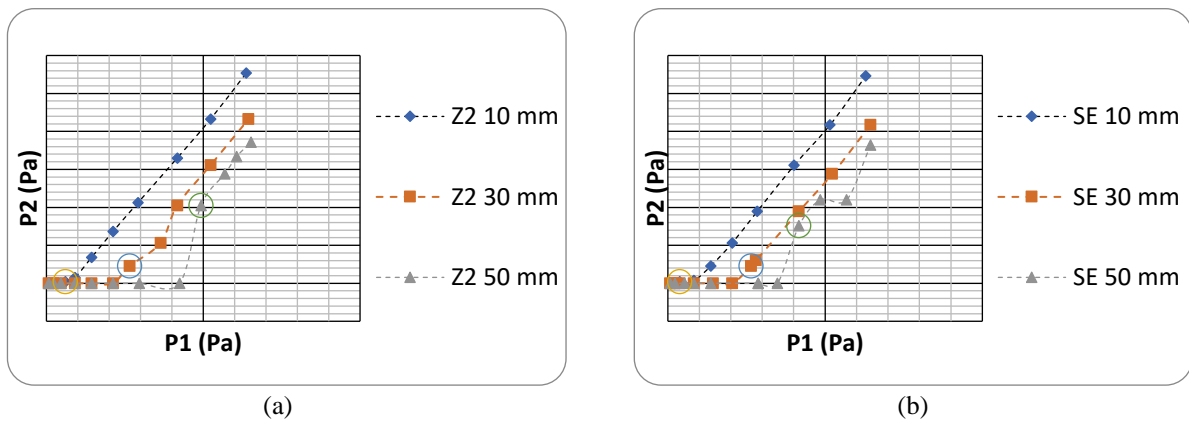 P2 (Pa)
P1 (Pa)
Z2 10 mm
Z2 30 mm
Z2 50 mm
(a)
P2 (Pa)
P1 (Pa)
SE 10 mm
SE 30 mm
SE 50 mm
(b)